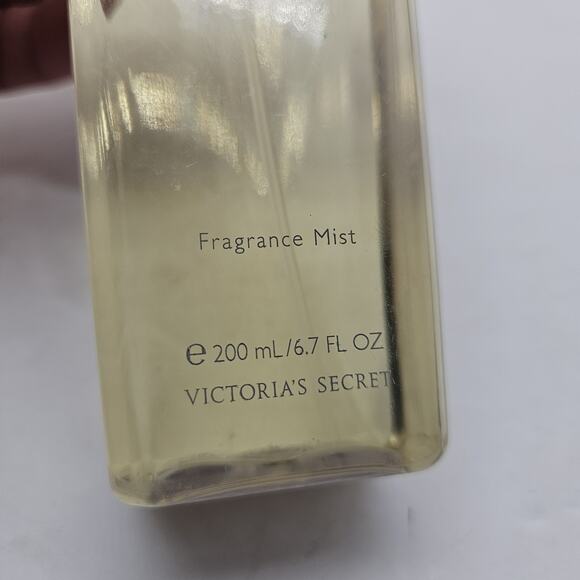 Fragrance Mist
℮ 200 mL/6.7 FL OZ
VICTORIA'S SECRET